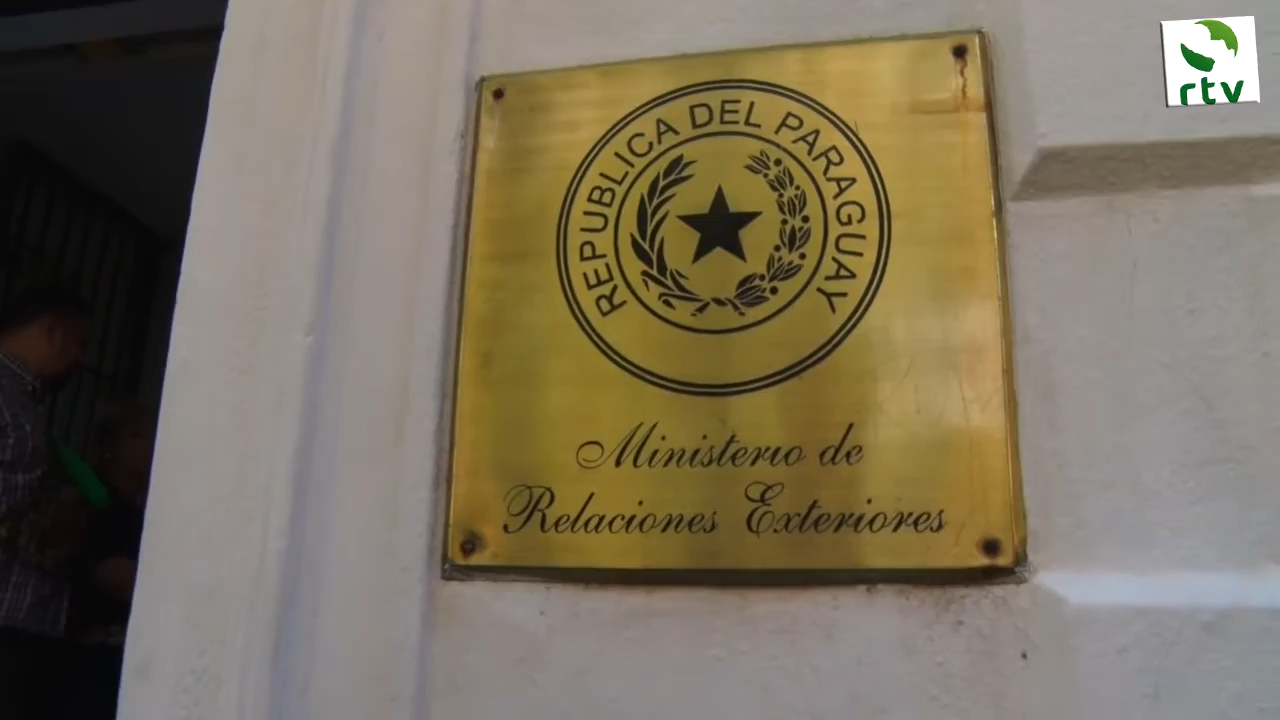 rtv
REPUBLICA DEL PARAGUAY
Ministerio de
Relaciones Exteriores